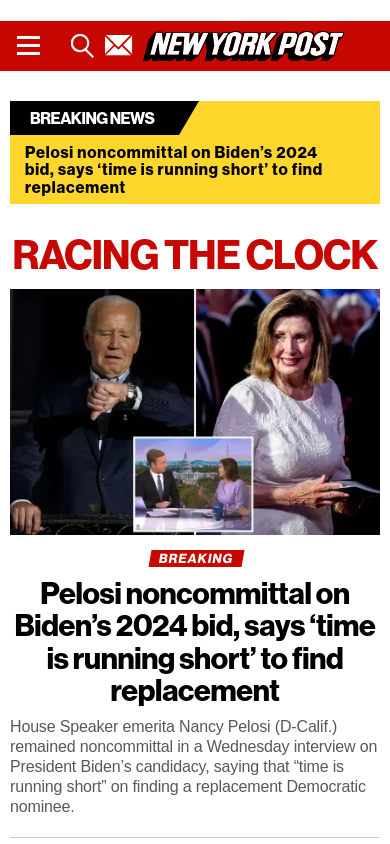 NEW YORK POST
BREAKING NEWS
Pelosi noncommittal on Biden’s 2024
bid, says ‘time is running short’ to find
replacement
RACING THE CLOCK
BREAKING
Pelosi noncommittal on
Biden’s 2024 bid, says ‘time
is running short’ to find
replacement
House Speaker emerita Nancy Pelosi (D-Calif.)
remained noncommittal in a Wednesday interview on
President Biden’s candidacy, saying that “time is
running short” on finding a replacement Democratic
nominee.